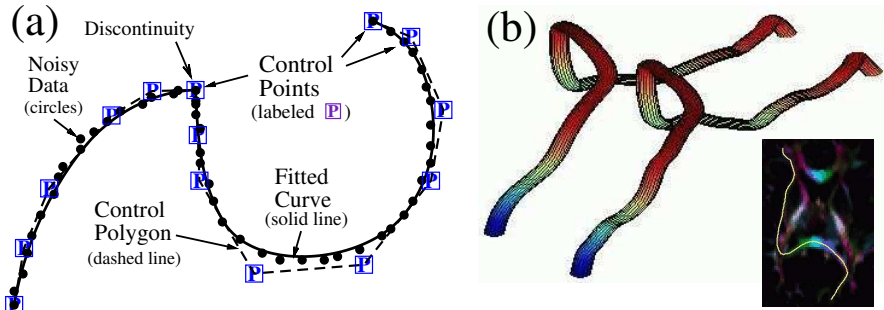 (a)
Discontinuity
Noisy
Data
(circles)
Control
Points
(labeled P )
Fitted
Curve
(solid line)
Control
Polygon
(dashed line)
P
P
P
P
P
P
P
P
P
P
P
P
P
P
(b)